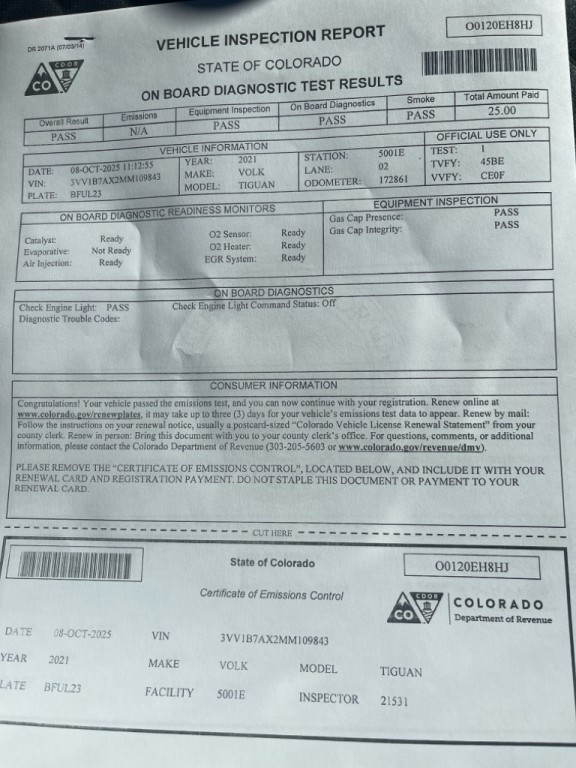 DR 2071A (07/03/14)
VEHICLE INSPECTION REPORT
O0120EH8HJ
CDOR
CO
STATE OF COLORADO
ON BOARD DIAGNOSTIC TEST RESULTS
Overall Result Emissions Equipment Inspection On Board Diagnostics Smoke Total Amount Paid
PASS N/A PASS PASS PASS 25.00
VEHICLE INFORMATION OFFICIAL USE ONLY
DATE: 08-OCT-2025 11:12:55 YEAR: 2021 STATION: 5001E TEST: 1
VIN: 3VV1B7AX2MM109843 MAKE: VOLK LANE: 02 TVFY: 45BE
PLATE: BFUL23 MODEL: TIGUAN ODOMETER: 172861 VVFY: CE0F
ON BOARD DIAGNOSTIC READINESS MONITORS EQUIPMENT INSPECTION
Catalyst: Ready O2 Sensor: Ready Gas Cap Presence: PASS
Evaporative: Not Ready O2 Heater: Ready Gas Cap Integrity: PASS
Air Injection: Ready EGR System: Ready
ON BOARD DIAGNOSTICS
Check Engine Light: PASS Check Engine Light Command Status: Off
Diagnostic Trouble Codes:
CONSUMER INFORMATION
Congratulations! Your vehicle passed the emissions test, and you can now continue with your registration. Renew online at
www.colorado.gov/renewplates, it may take up to three (3) days for your vehicle's emissions test data to appear. Renew by mail:
Follow the instructions on your renewal notice, usually a postcard-sized "Colorado Vehicle License Renewal Statement" from your
county clerk. Renew in person: Bring this document with you to your county clerk's office. For questions, comments, or additional
information, please contact the Colorado Department of Revenue (303-205-5603 or www.colorado.gov/revenue/dmv).
PLEASE REMOVE THE "CERTIFICATE OF EMISSIONS CONTROL", LOCATED BELOW, AND INCLUDE IT WITH YOUR
RENEWAL CARD AND REGISTRATION PAYMENT. DO NOT STAPLE THIS DOCUMENT OR PAYMENT TO YOUR
RENEWAL CARD.
CUT HERE
State of Colorado
O0120EH8HJ
Certificate of Emissions Control
CDOR
CO
COLORADO
Department of Revenue
DATE 08-OCT-2025 VIN 3VV1B7AX2MM109843
YEAR 2021 MAKE VOLK MODEL TIGUAN
LATE BFUL23 FACILITY 5001E INSPECTOR 21531